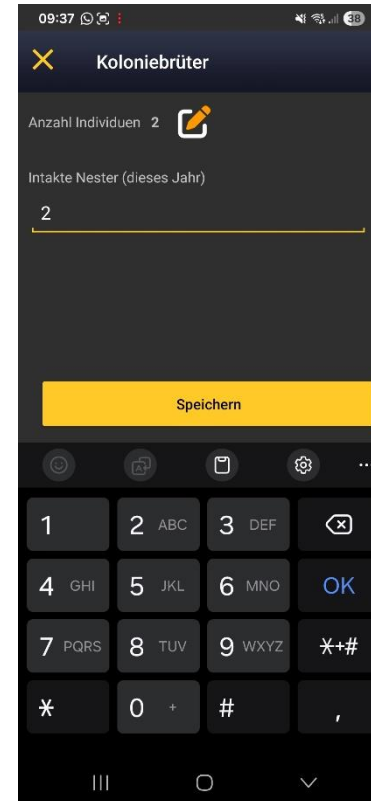 09:37 38
Koloniebrüter
Anzahl Individuen 2
Intakte Nester (dieses Jahr)
2
Speichern
1 2 ABC 3 DEF
4 GHI 5 JKL 6 MNO OK
7 PQRS 8 TUV 9 WXYZ *+#
* 0 + # ,